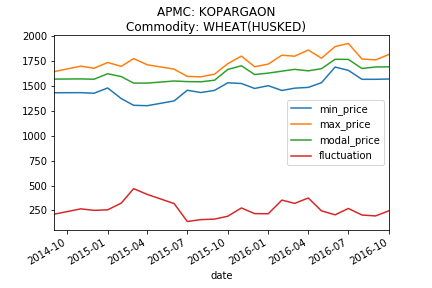 APMC: KOPARGAON
Commodity: WHEAT(HUSKED)
2000
1750
1500
1250
1000
750
500
250
min_price
max_price
modal_price
fluctuation
2014-10
2015-01
2015-04
2015-07
2015-10
2016-01
2016-04
2016-07
2016-10
date